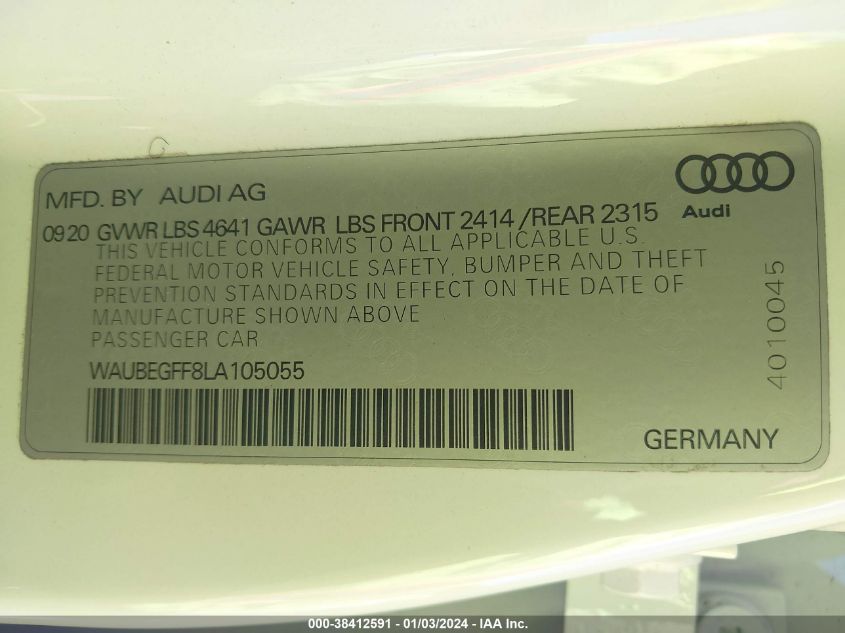 MFD. BY AUDI AG
Audi
0920 GVWR LBS 4641 GAWR LBS FRONT 2414 /REAR 2315
THIS VEHICLE CONFORMS TO ALL APPLICABLE U.S.
FEDERAL MOTOR VEHICLE SAFETY, BUMPER AND THEFT
PREVENTION STANDARDS IN EFFECT ON THE DATE OF
MANUFACTURE SHOWN ABOVE
PASSENGER CAR
WAUBEGFF8LA105055
4010045
GERMANY
000-38412591 - 01/03/2024 - IAA Inc.